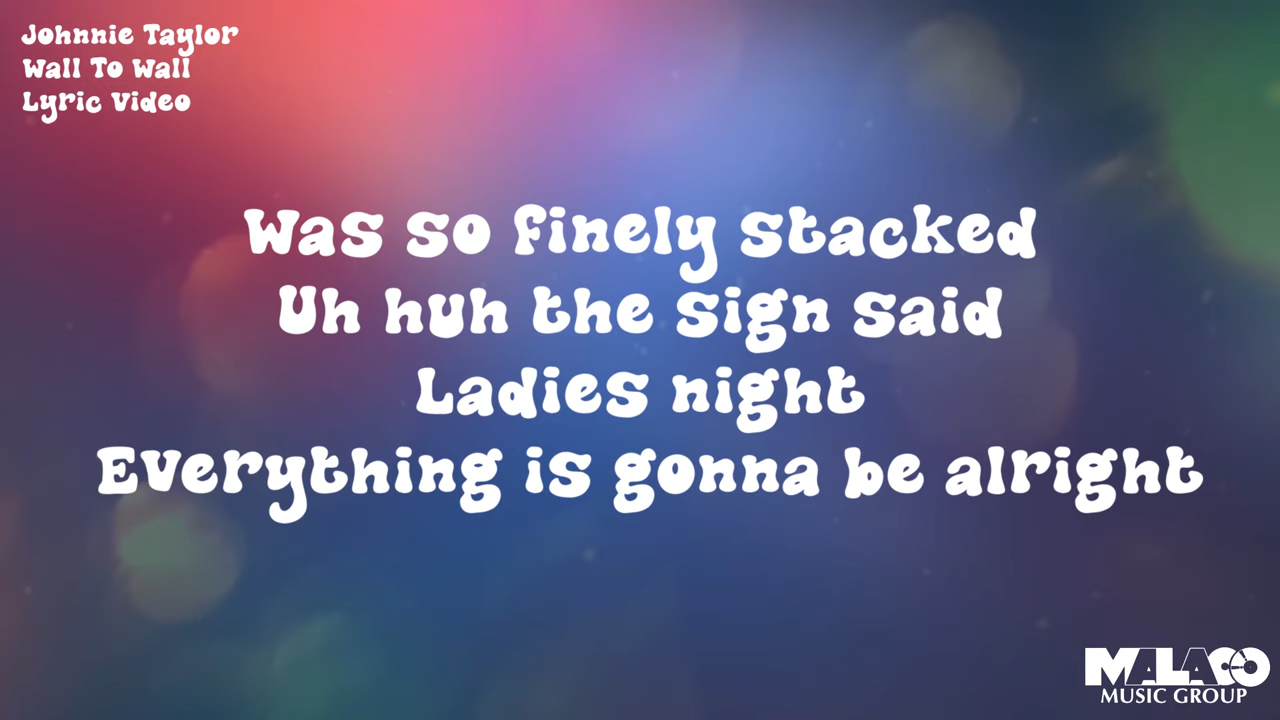 Johnnie Taylor
Wall To Wall
Lyric Video
Was so finely stacked
Uh huh the sign said
Ladies night
Everything is gonna be alright
MALACO
MUSIC GROUP